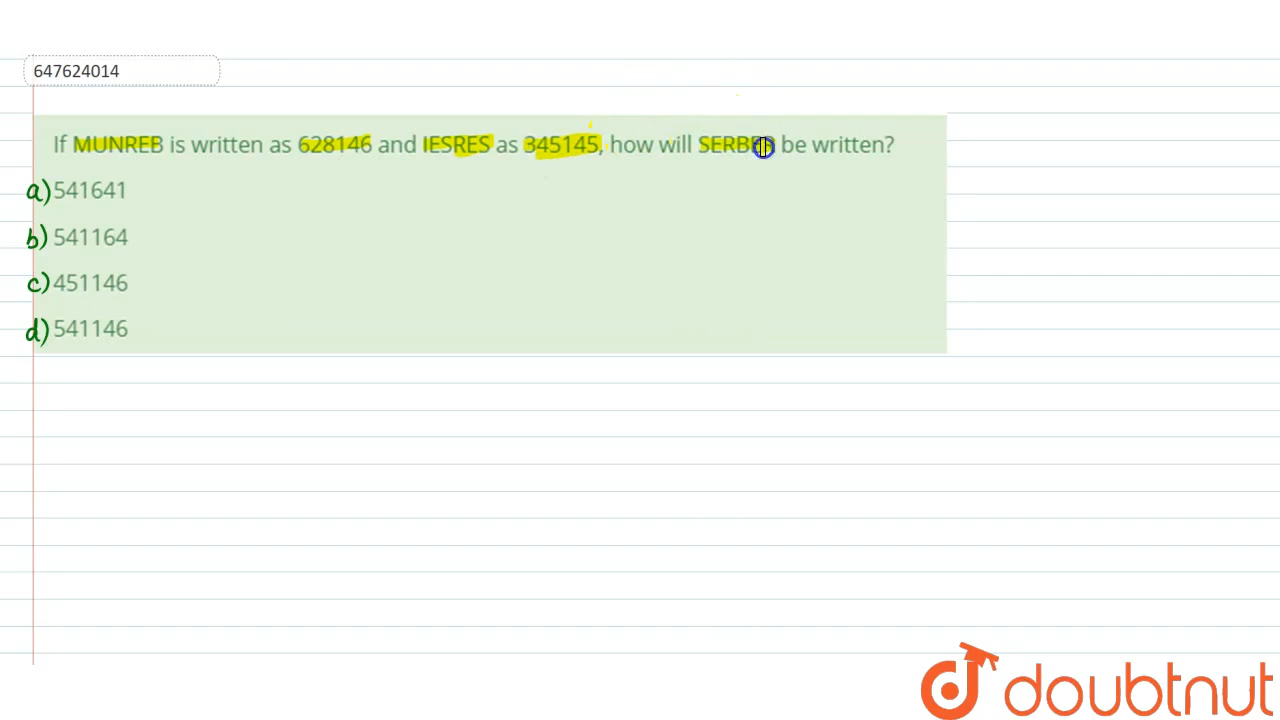 647624014
If MUNREB is written as 628146 and IESRES as 345145, how will be written?
a) 541641
b) 541164
c) 451146
d) 541146
doubtnut